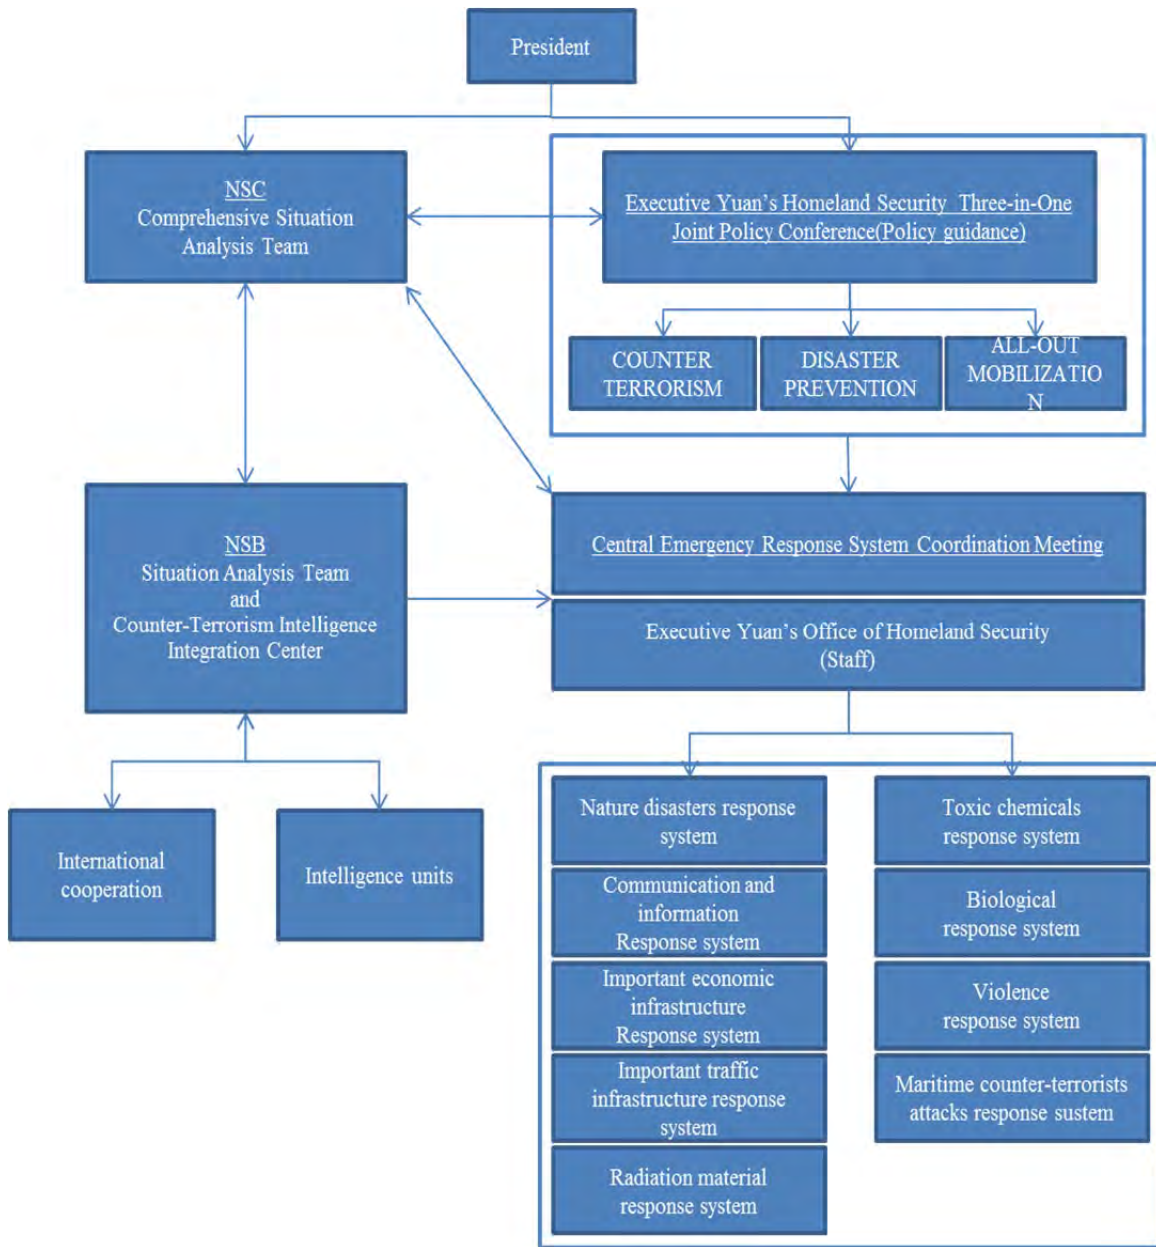 President
NSC
Comprehensive Situation
Analysis Team
Executive Yuan's Homeland Security Three-in-One
Joint Policy Conference(Policy guidance)
COUNTER
TERRORISM
DISASTER
PREVENTION
ALL-OUT
MOBILIZATIO
N
NSB
Situation Analysis Team
and
Counter-Terrorism Intelligence
Integration Center
Central Emergency Response System Coordination Meeting
Executive Yuan's Office of Homeland Security
(Staff)
International
cooperation
Intelligence units
Nature disasters response
system
Communication and
information
Response system
Important economic
infrastructure
Response system
Important traffic
infrastructure response
system
Radiation material
response system
Toxic chemicals
response system
Biological
response system
Violence
response system
Maritime counter-terrorists
attacks response sustem